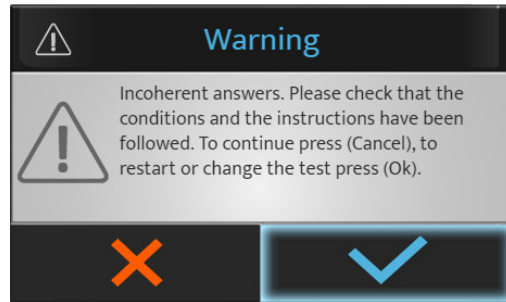 Warning
Incoherent answers. Please check that the
conditions and the instructions have been
followed. To continue press (Cancel), to
restart or change the test press (Ok).